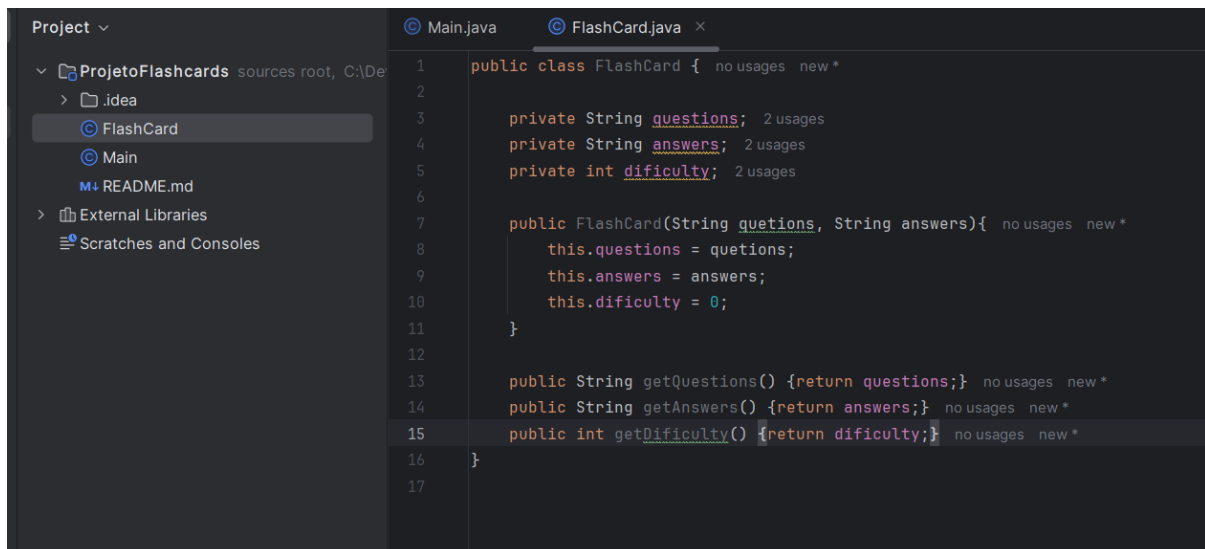 Project
ProjetoFlashcards sources root, C:\De
.idea
FlashCard
Main
M↓ README.md
External Libraries
Scratches and Consoles
Main.java
FlashCard.java ×
1 public class FlashCard { no usages new *
2
3 private String questions; 2 usages
4 private String answers; 2 usages
5 private int dificulty; 2 usages
6
7 public FlashCard(String quetions, String answers){ no usages new *
8 this.questions = quetions;
9 this.answers = answers;
10 this.dificulty = 0;
11 }
12
13 public String getQuestions() {return questions;} no usages new *
14 public String getAnswers() {return answers;} no usages new *
15 public int getDificulty() {return dificulty;} no usages new *
16 }
17